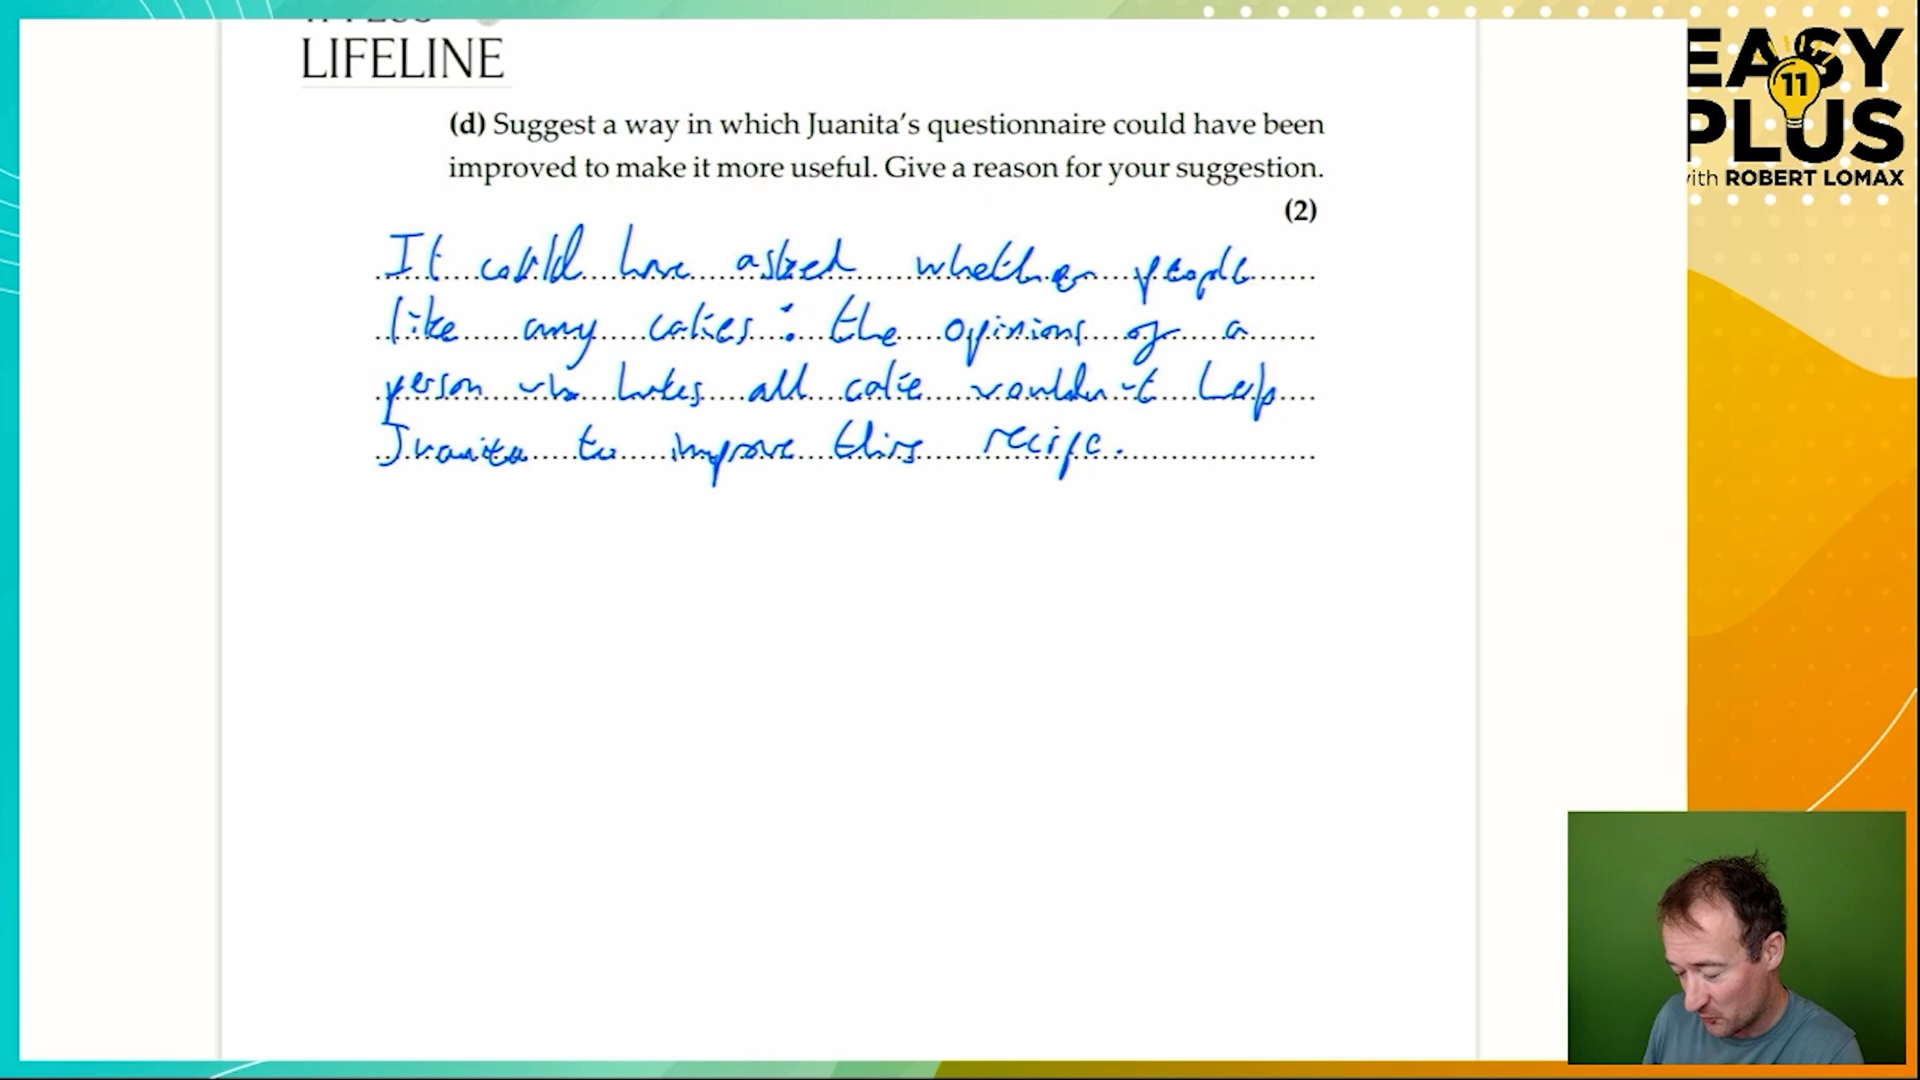 11 PLUS
LIFELINE
EASY
11
PLUS
with ROBERT LOMAX
(d) Suggest a way in which Juanita's questionnaire could have been
improved to make it more useful. Give a reason for your suggestion.
(2)
It could have asked whether people
like any cakes: the opinions of a
person who hates all cake wouldn't help
Juanita to improve this recipe.